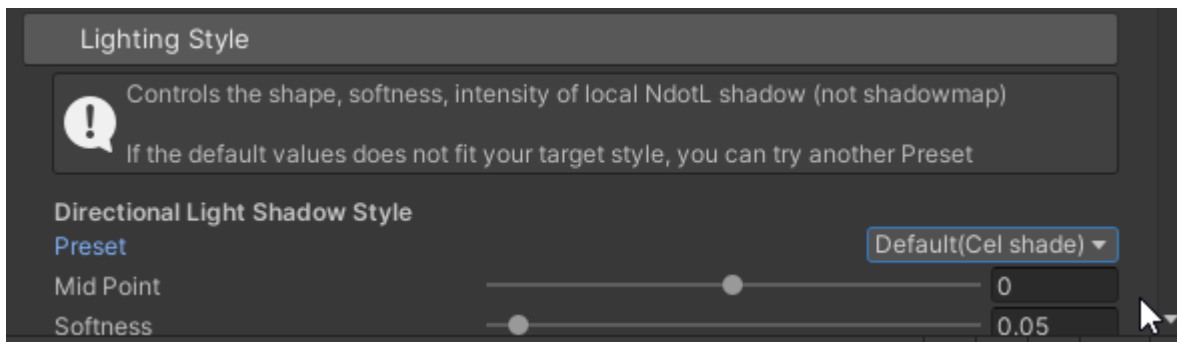 Lighting Style
Controls the shape, softness, intensity of local NdotL shadow (not shadowmap)
If the default values does not fit your target style, you can try another Preset
Directional Light Shadow Style
Preset Default(Cel shade)
Mid Point 0
Softness 0.05